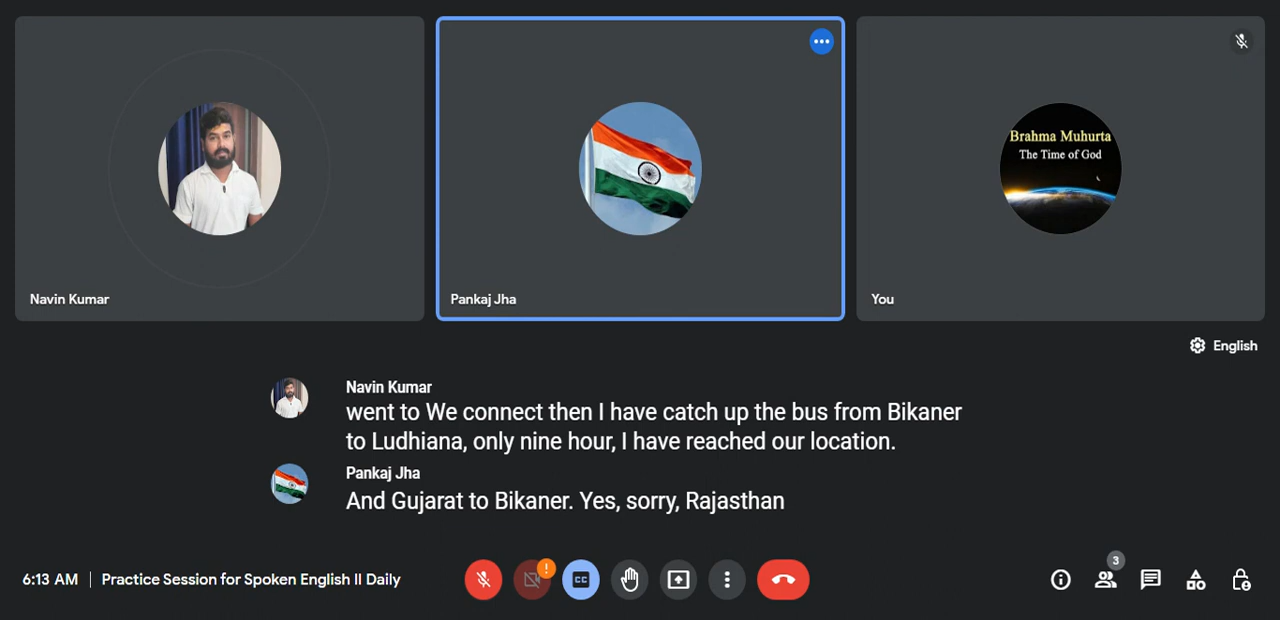 Brahma Muhurta
The Time of God
Navin Kumar
Pankaj Jha
You
English
Navin Kumar
went to We connect then I have catch up the bus from Bikaner
to Ludhiana, only nine hour, I have reached our location.
Pankaj Jha
And Gujarat to Bikaner. Yes, sorry, Rajasthan
6:13 AM | Practice Session for Spoken English II Daily
!
CC
3